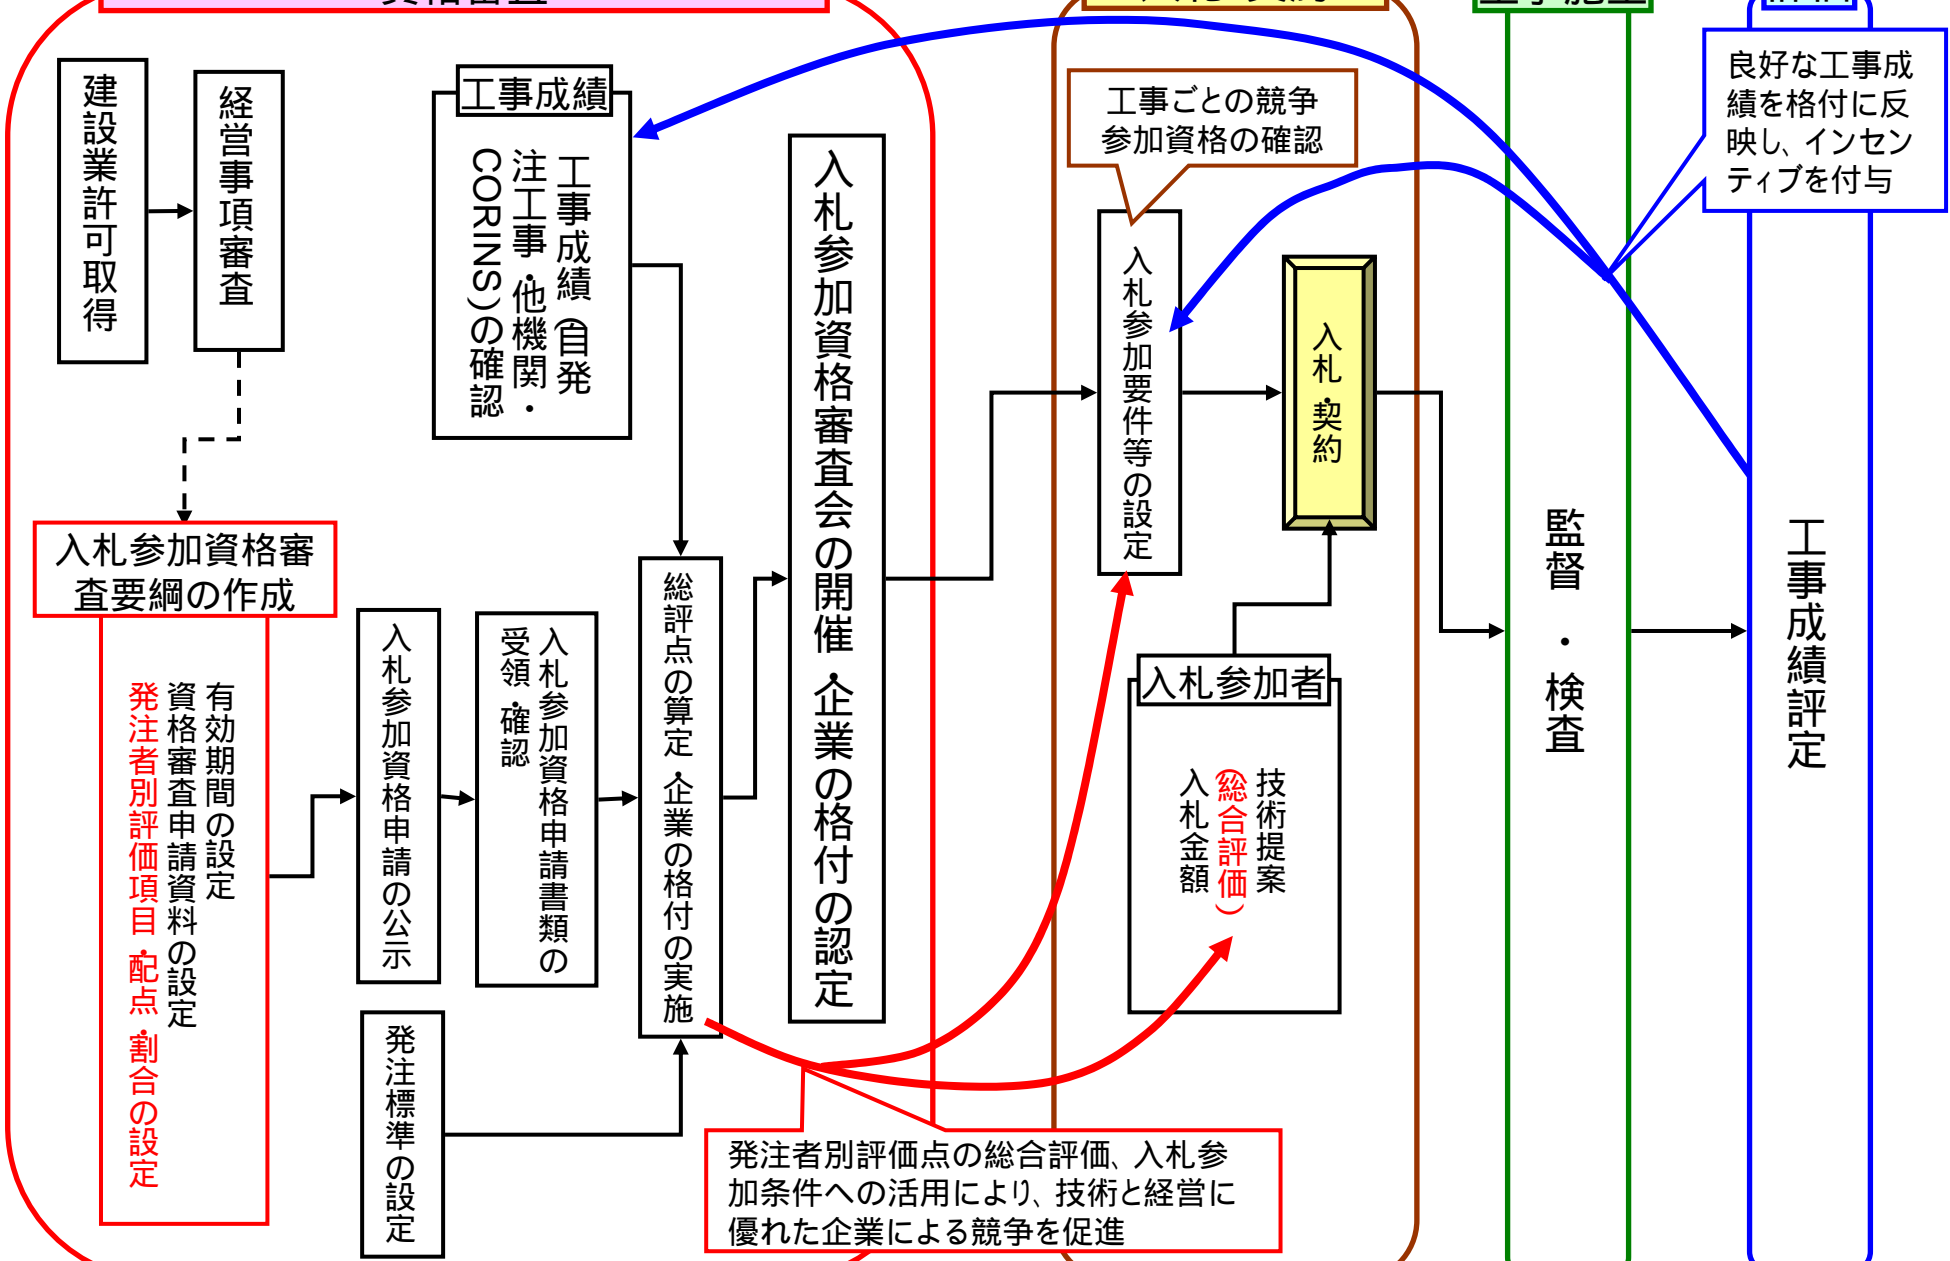 資格審査
工事施工
建設業許可取得
経営事項審査
工事成績
工事成績(自発
注工事・他機関・
CORINS)の確認
入札参加資格審
査要綱の作成
有効期間の設定
資格審査申請資料の設定
発注者別評価項目・配点・割合の設定
入札参加資格申請の公示
入札参加資格申請書類の
受領・確認
発注標準の設定
総評点の算定・企業の格付の実施
入札参加資格審査会の開催・企業の格付の認定
発注者別評価点の総合評価、入札参
加条件への活用により、技術と経営に
優れた企業による競争を促進
工事ごとの競争
参加資格の確認
入札参加要件等の設定
入札・契約
入札参加者
技術提案
(総合評価)
入札金額
監督・検査
良好な工事成
績を格付に反
映し、インセン
ティブを付与
工事成績評定